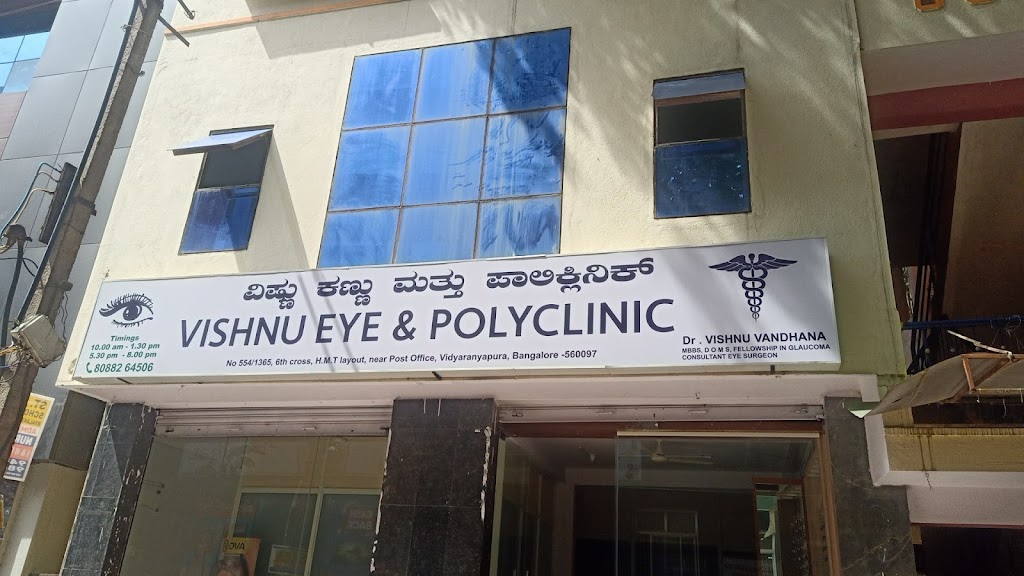 ವಿಷ್ಣು ಕಣ್ಣು ಮತ್ತು ಪಾಲಿಕ್ಲಿನಿಕ್
VISHNU EYE & POLYCLINIC
Timings
10.00 am - 1.30 pm
5.30 pm - 8.00 pm
80882 64506
No 554/1365, 6th cross, H.M.T layout, near Post Office, Vidyaranyapura, Bangalore -560097
Dr . VISHNU VANDHANA
MBBS, D O M S, FELLOWSHIP IN GLAUCOMA
CONSULTANT EYE SURGEON